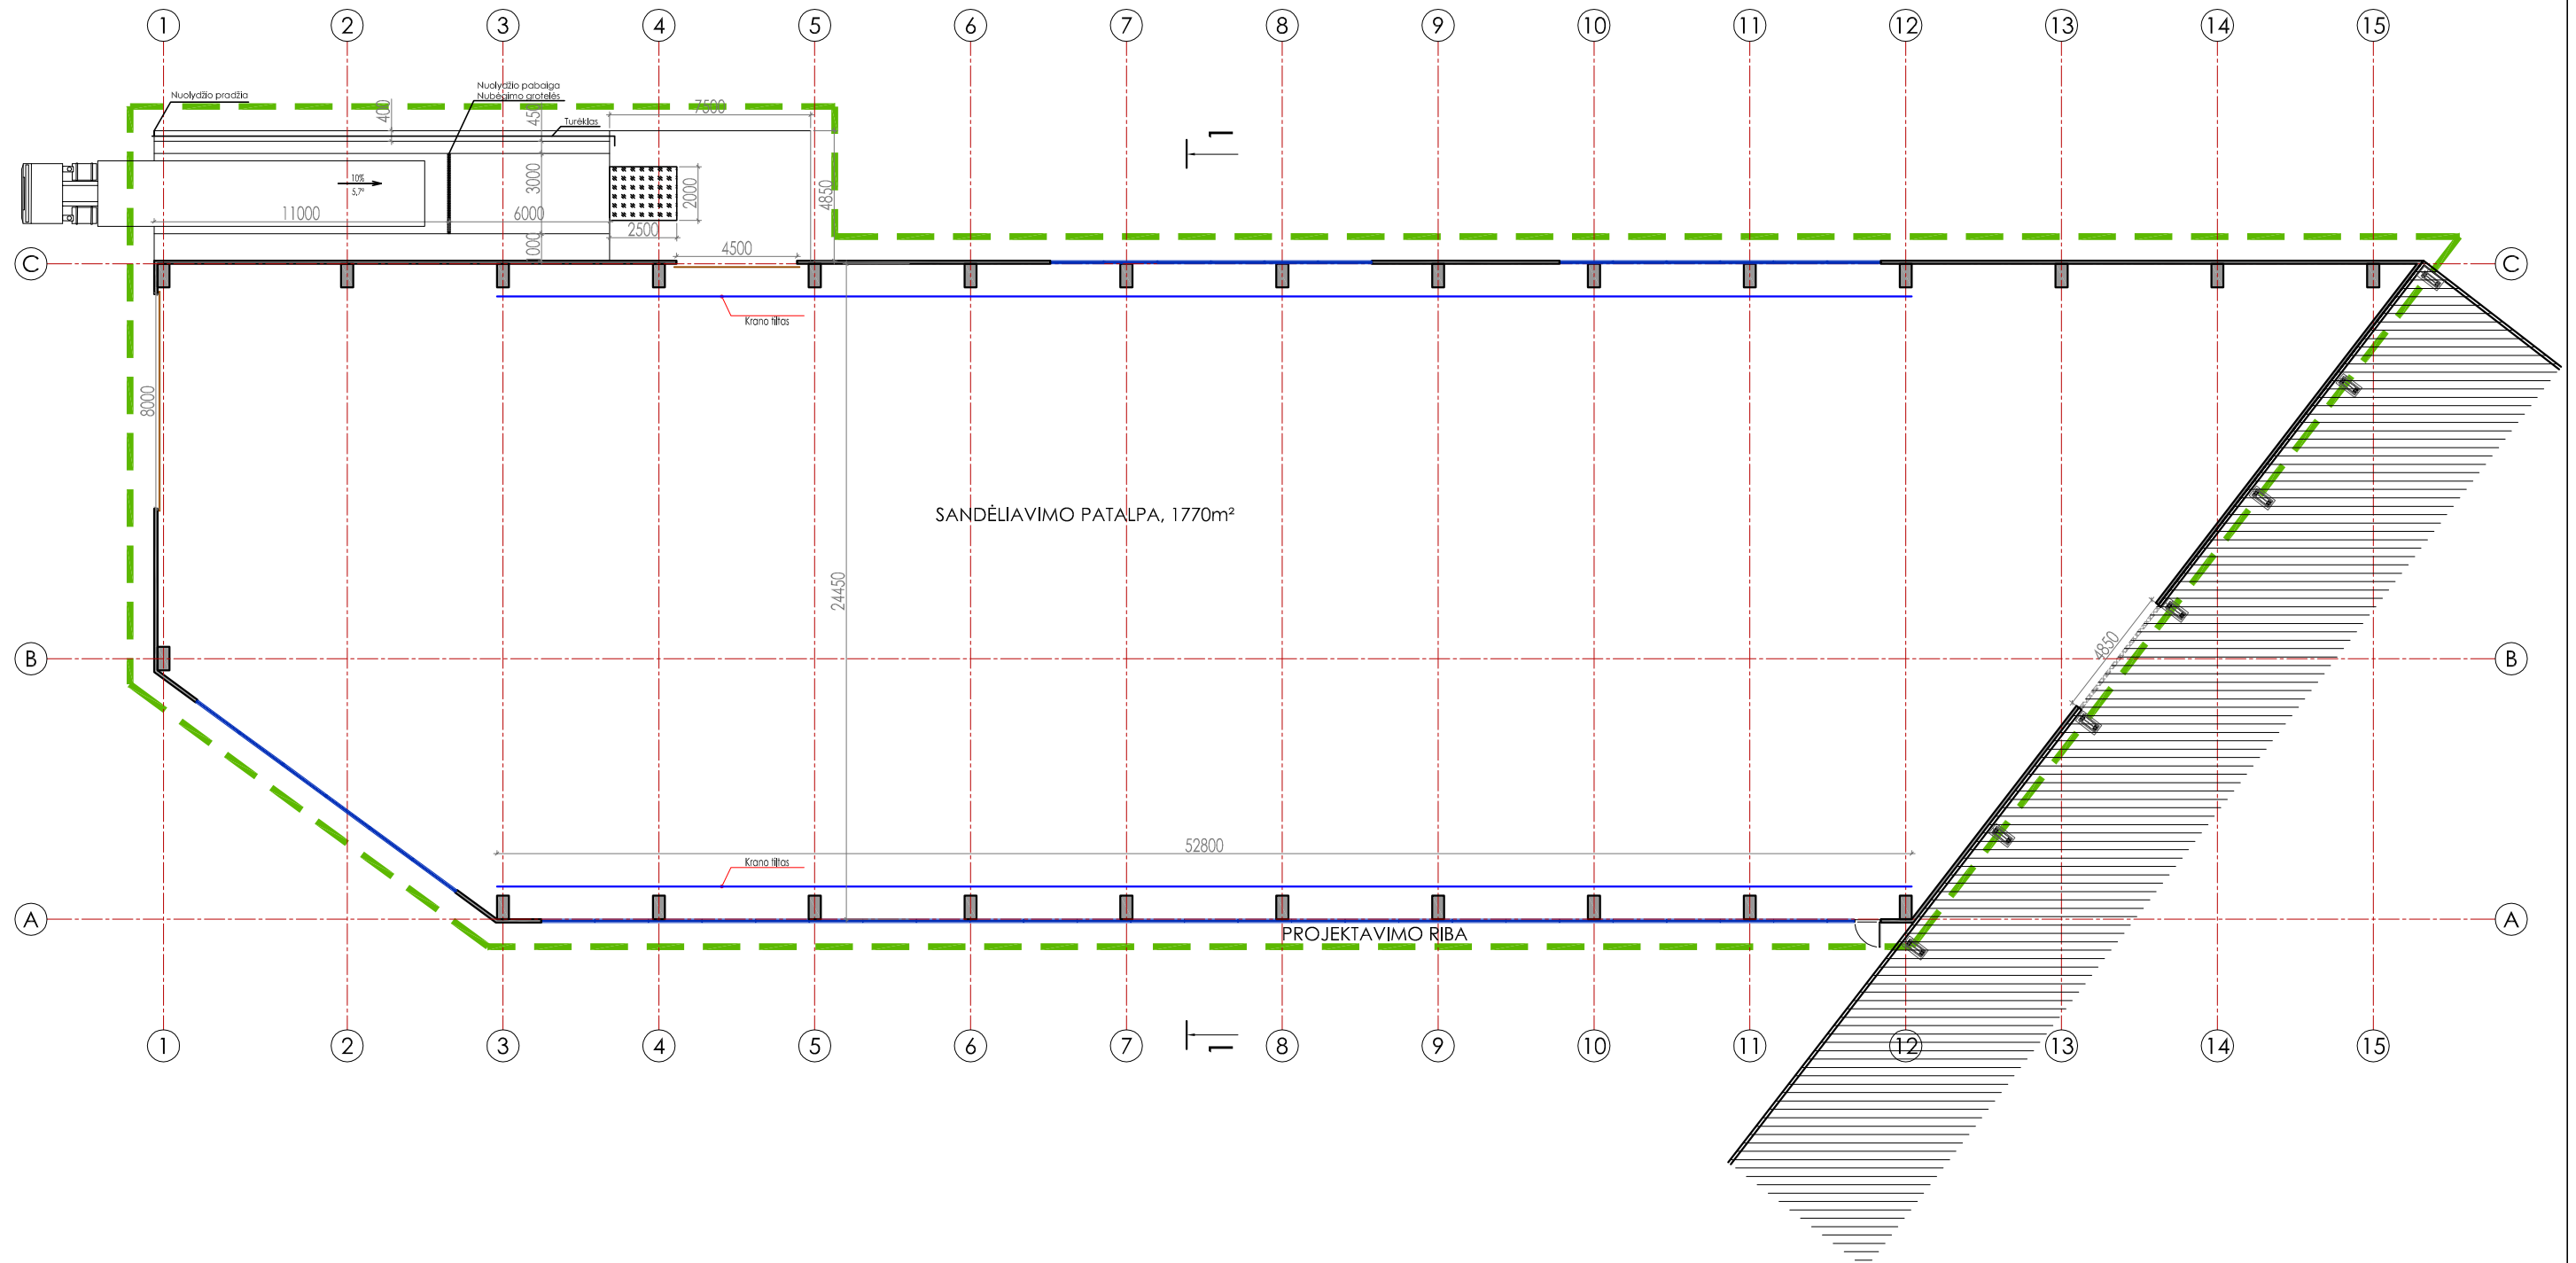 1 2 3 4 5 6 7 8 9 10 11 12 13 14 15
Nuolydžio pradžia
Nuolydžio pabaiga
Nubėgimo grotelės
Turėklas
400
450
7500
1
10%
5,7°
3000
2000
4850
11000
6000
2500
1000
4500
C
C
Krano tiltas
8000
SANDĖLIAVIMO PATALPA, 1770m²
24450
4850
B
B
52800
Krano tiltas
A
A
PROJEKTAVIMO RIBA
1
1 2 3 4 5 6 7 8 9 10 11 12 13 14 15